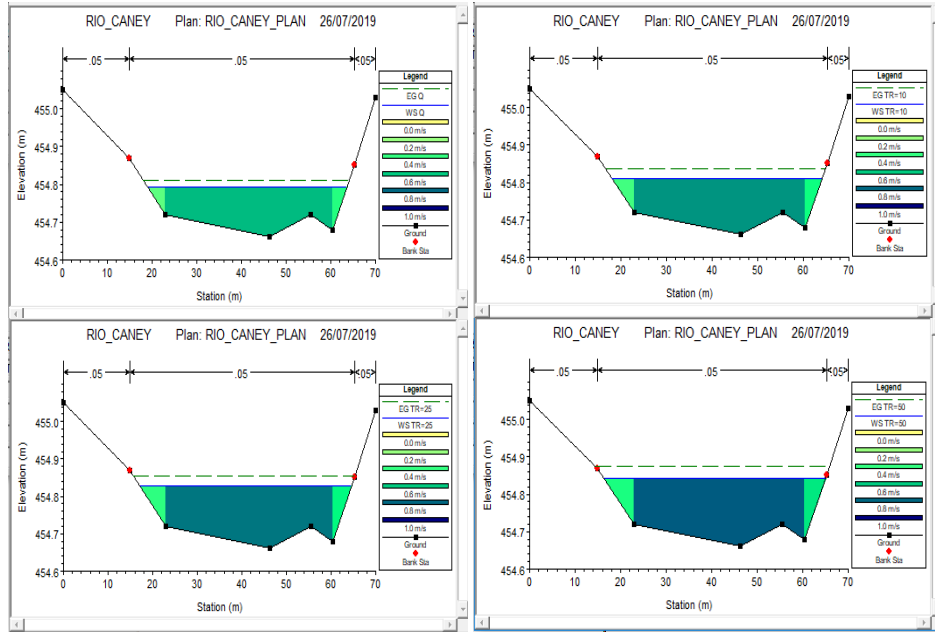 RIO_CANEY Plan: RIO_CANEY_PLAN 26/07/2019
.05 .05 .05
Legend
EG Q
WS Q
0.0 m/s
0.2 m/s
0.4 m/s
0.6 m/s
0.8 m/s
1.0 m/s
Ground
Bank Sta
Elevation (m)
455.0
454.9
454.8
454.7
454.6
0 10 20 30 40 50 60 70
Station (m)
RIO_CANEY Plan: RIO_CANEY_PLAN 26/07/2019
.05 .05 .05
Legend
EG TR=10
WS TR=10
0.0 m/s
0.2 m/s
0.4 m/s
0.6 m/s
0.8 m/s
1.0 m/s
Ground
Bank Sta
Elevation (m)
455.0
454.9
454.8
454.7
454.6
0 10 20 30 40 50 60 70
Station (m)
RIO_CANEY Plan: RIO_CANEY_PLAN 26/07/2019
.05 .05 .05
Legend
EG TR=25
WS TR=25
0.0 m/s
0.2 m/s
0.4 m/s
0.6 m/s
0.8 m/s
1.0 m/s
Ground
Bank Sta
Elevation (m)
455.0
454.9
454.8
454.7
454.6
0 10 20 30 40 50 60 70
Station (m)
RIO_CANEY Plan: RIO_CANEY_PLAN 26/07/2019
.05 .05 .05
Legend
EG TR=50
WS TR=50
0.0 m/s
0.2 m/s
0.4 m/s
0.6 m/s
0.8 m/s
1.0 m/s
Ground
Bank Sta
Elevation (m)
455.0
454.9
454.8
454.7
454.6
0 10 20 30 40 50 60 70
Station (m)